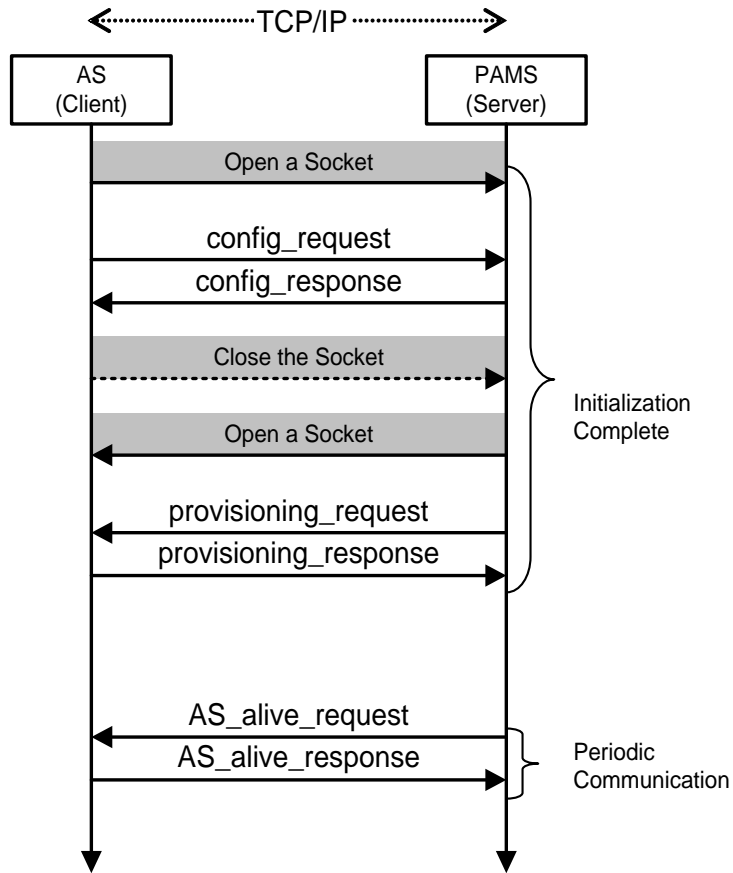 TCP/IP
AS
(Client)
PAMS
(Server)
Open a Socket
config_request
config_response
Close the Socket
Open a Socket
Initialization
Complete
provisioning_request
provisioning_response
AS_alive_request
AS_alive_response
Periodic
Communication